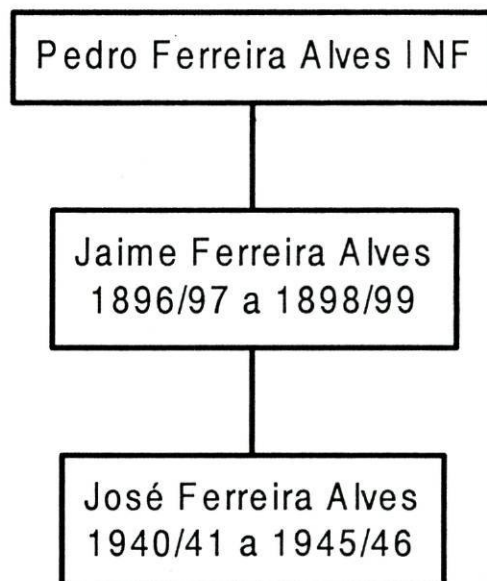 Pedro Ferreira Alves INF
Jaime Ferreira Alves
1896/97 a 1898/99
José Ferreira Alves
1940/41 a 1945/46